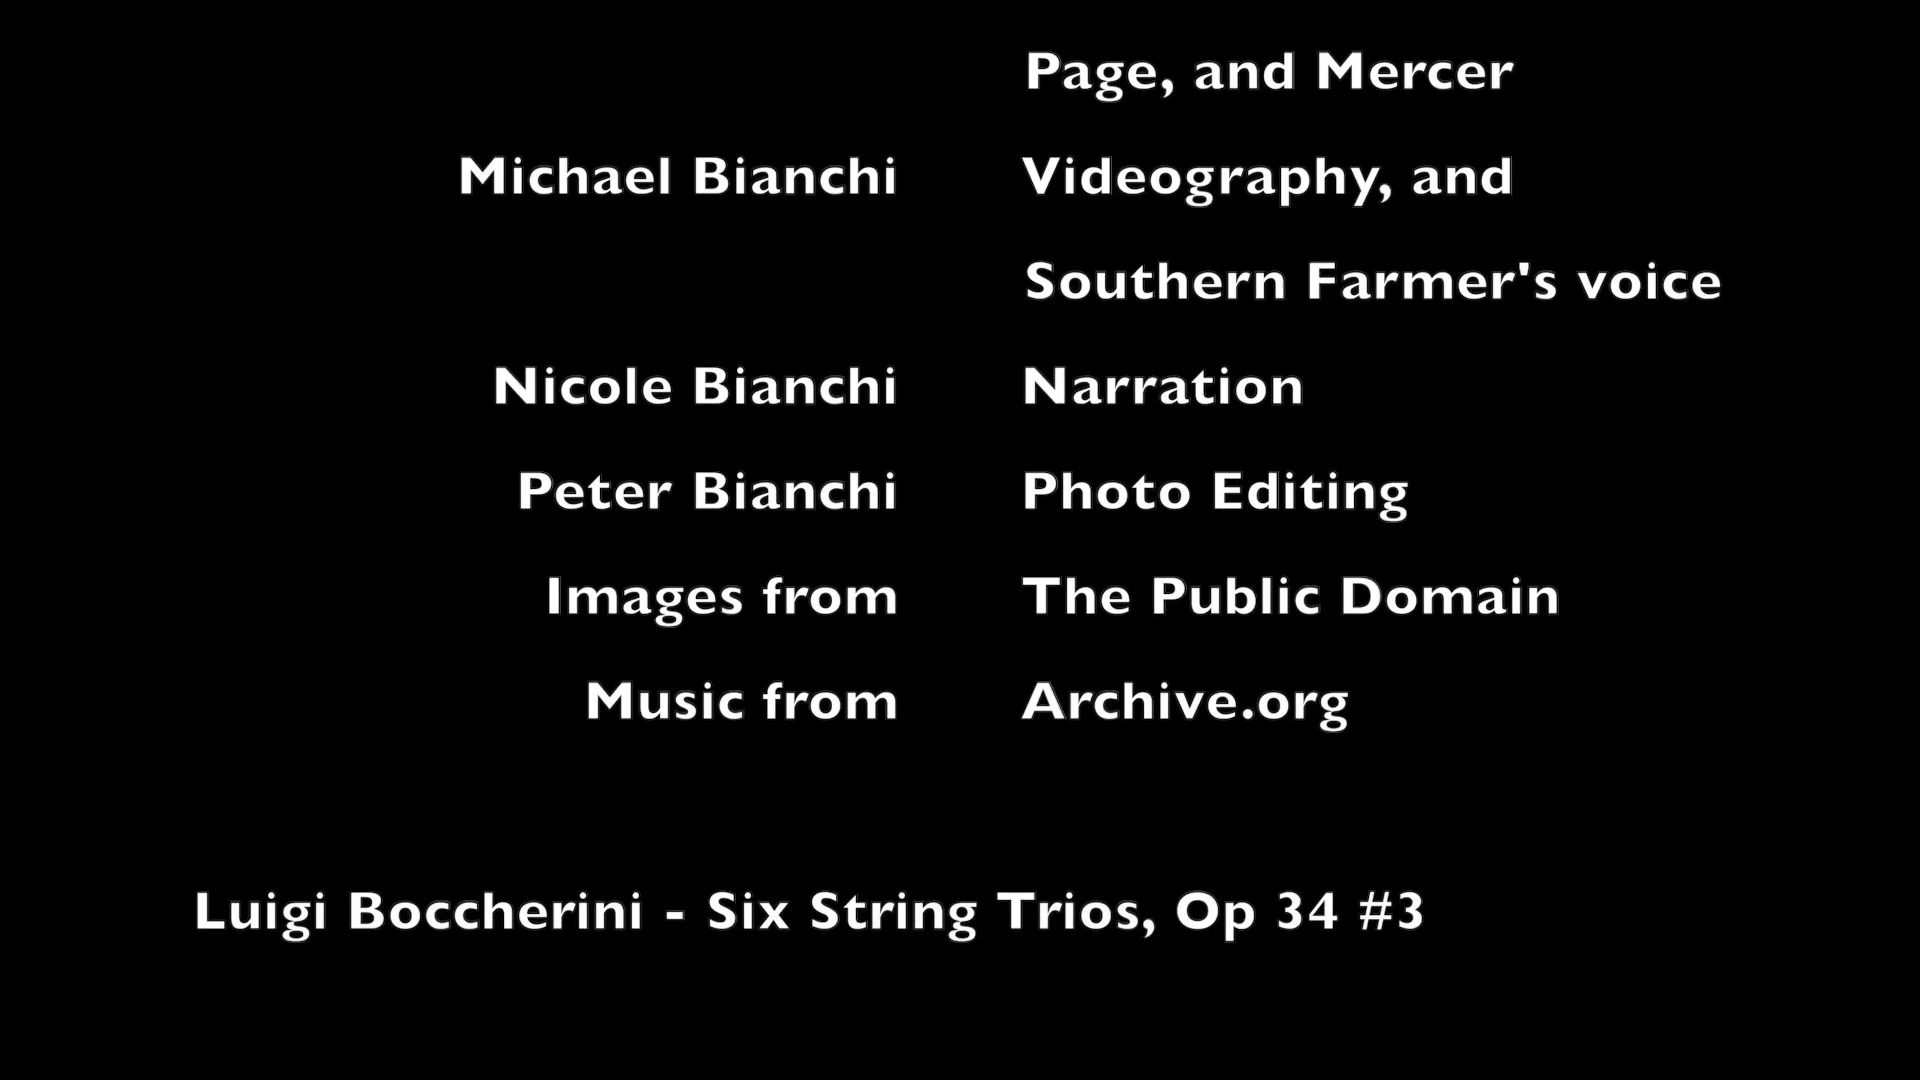 Page, and Mercer
Michael Bianchi Videography, and
Southern Farmer's voice
Nicole Bianchi Narration
Peter Bianchi Photo Editing
Images from The Public Domain
Music from Archive.org
Luigi Boccherini - Six String Trios, Op 34 #3